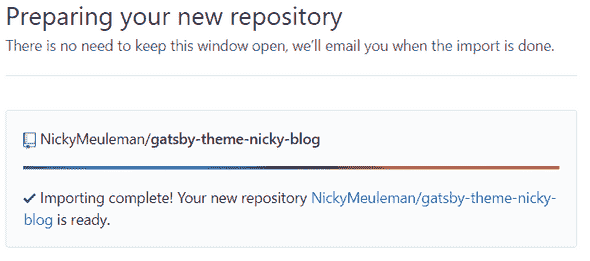 Preparing your new repository
There is no need to keep this window open, we'll email you when the import is done.
NickyMeuleman/gatsby-theme-nicky-blog
Importing complete! Your new repository NickyMeuleman/gatsby-theme-nicky-
blog is ready.